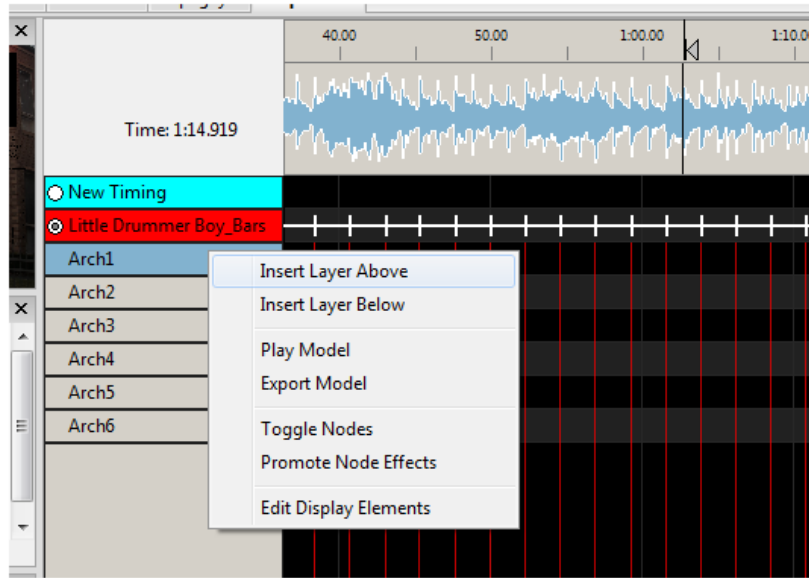 40.00 50.00 1:00.00 1:10.0
Time: 1:14.919
New Timing
Little Drummer Boy_Bars
Arch1
Arch2
Arch3
Arch4
Arch5
Arch6
Insert Layer Above
Insert Layer Below
Play Model
Export Model
Toggle Nodes
Promote Node Effects
Edit Display Elements